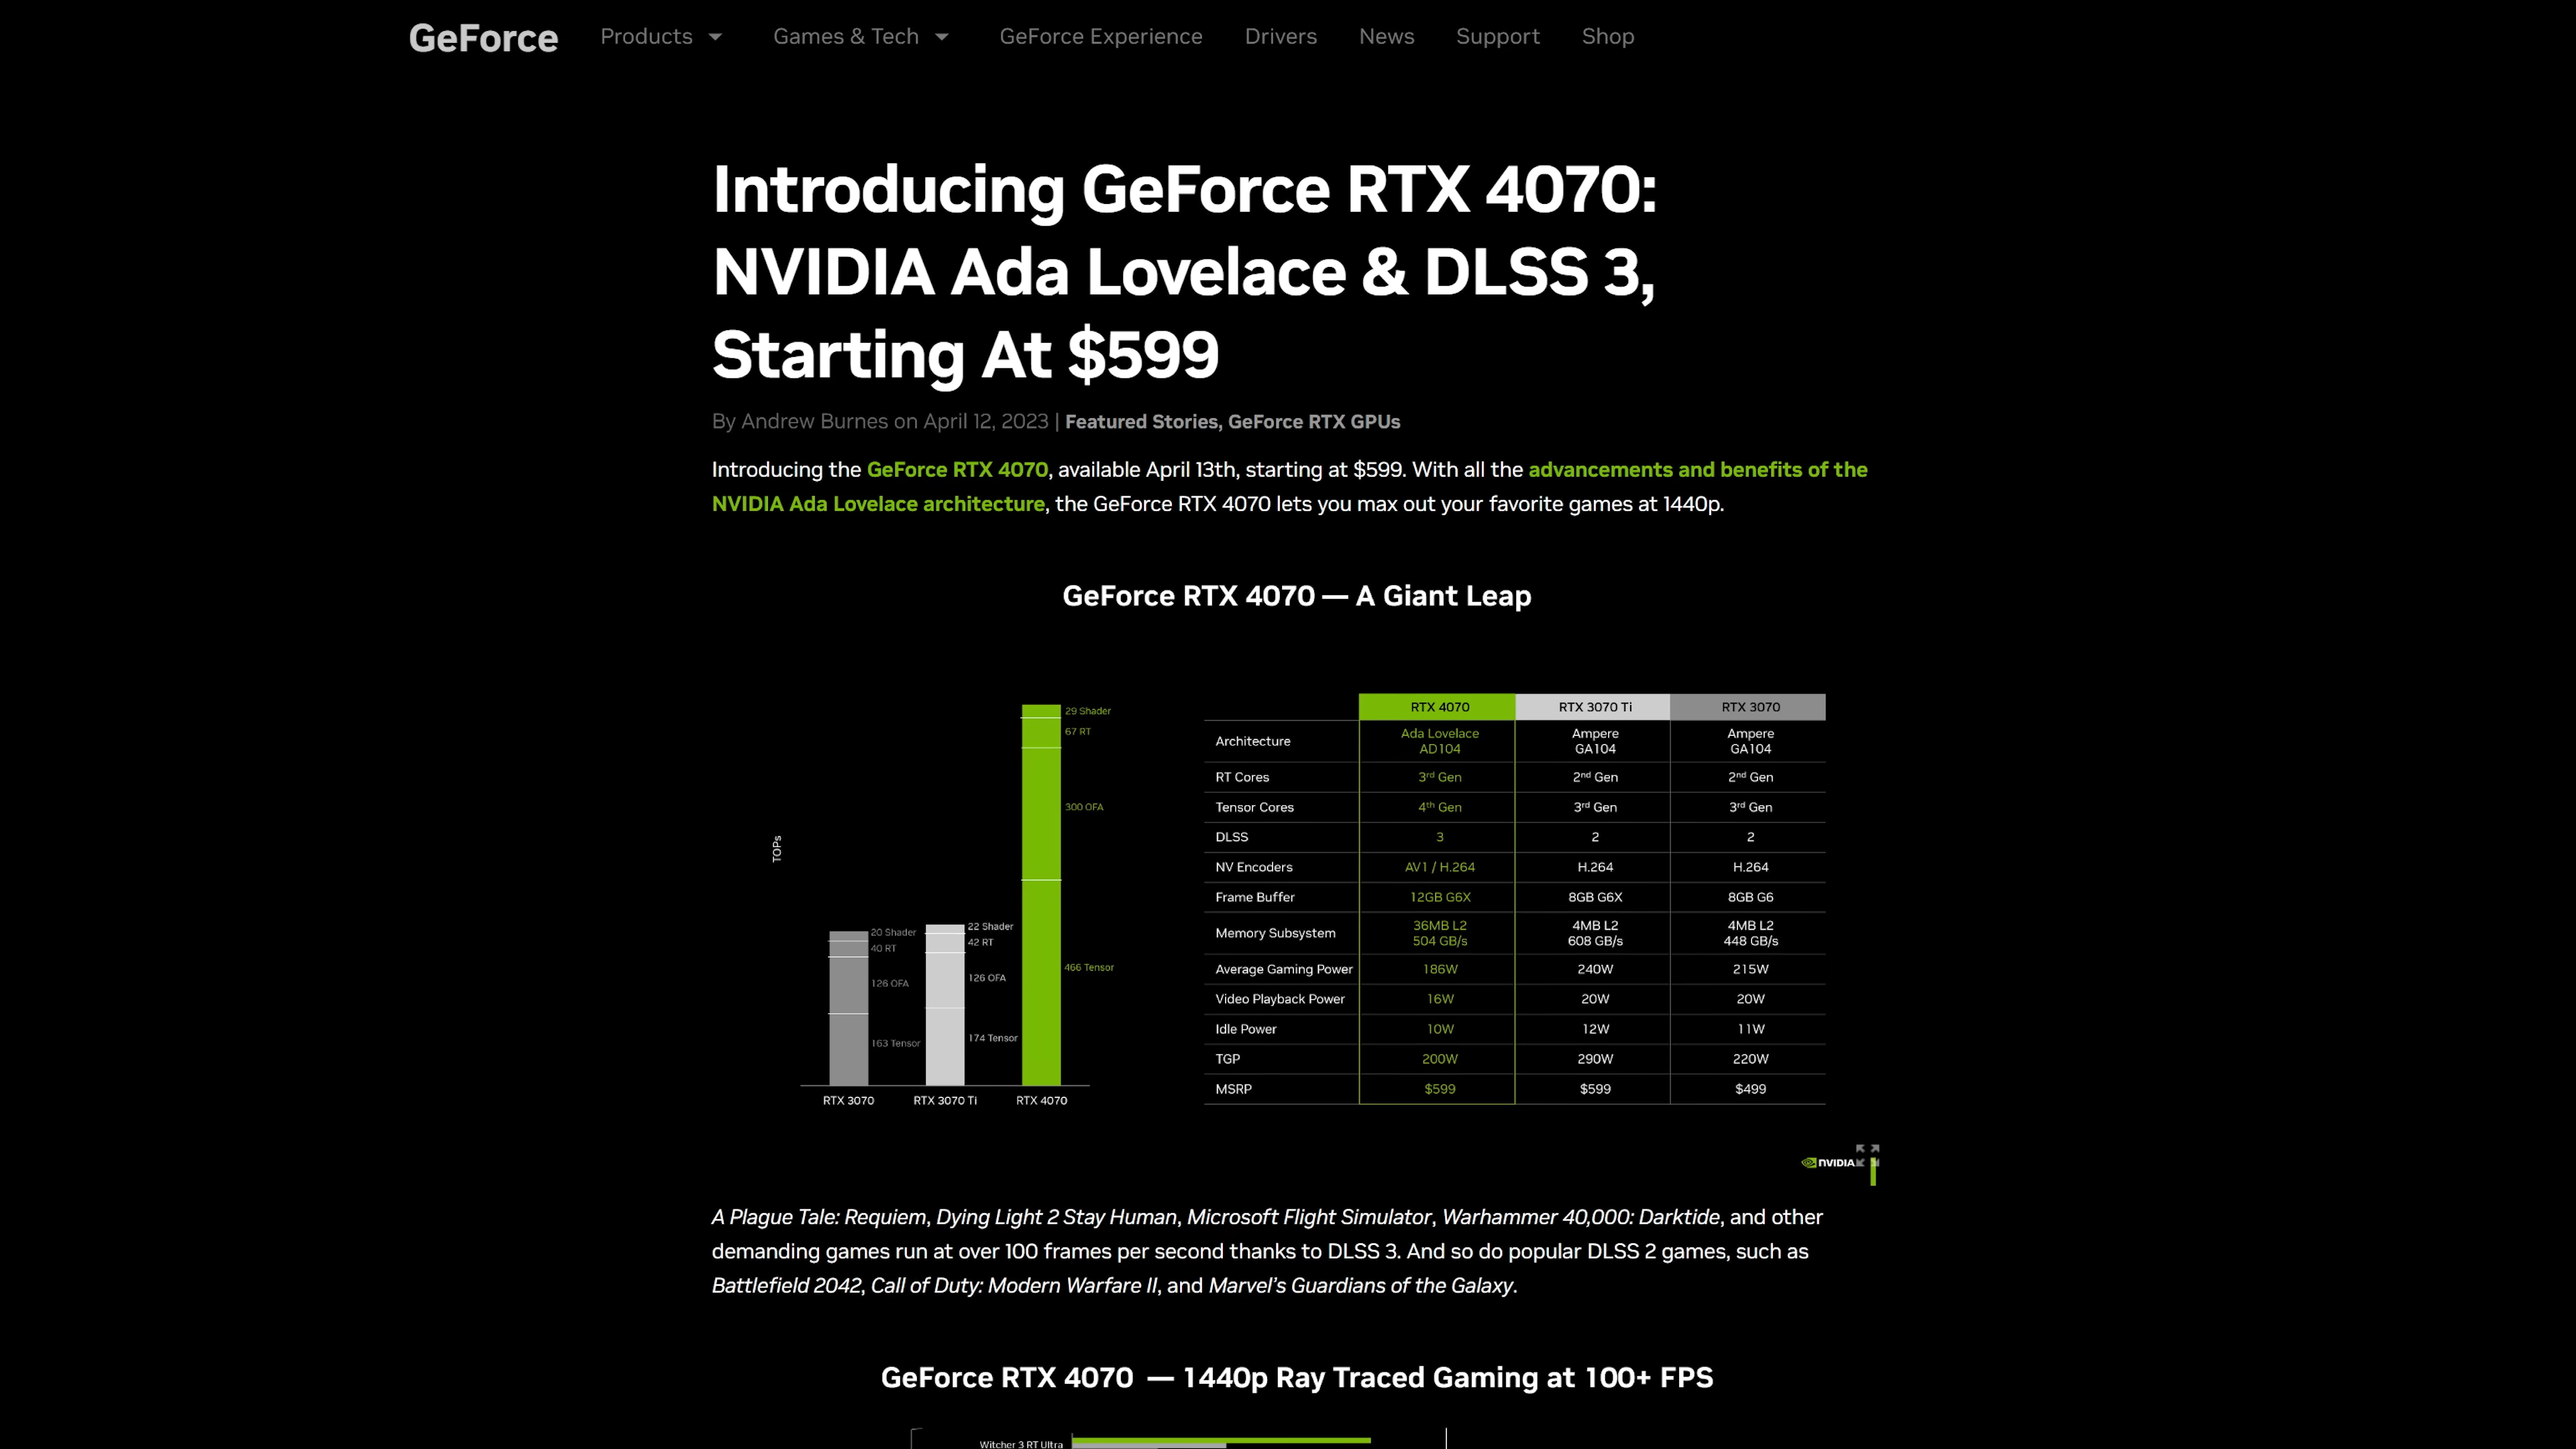 GeForce Products Games & Tech GeForce Experience Drivers News Support Shop
Introducing GeForce RTX 4070:
NVIDIA Ada Lovelace & DLSS 3,
Starting At $599
By Andrew Burnes on April 12, 2023 | Featured Stories, GeForce RTX GPUs
Introducing the GeForce RTX 4070, available April 13th, starting at $599. With all the advancements and benefits of the
NVIDIA Ada Lovelace architecture, the GeForce RTX 4070 lets you max out your favorite games at 1440p.
GeForce RTX 4070 — A Giant Leap
TOPs
20 Shader
40 RT
126 OFA
163 Tensor
RTX 3070
22 Shader
42 RT
126 OFA
174 Tensor
RTX 3070 Ti
29 Shader
67 RT
300 OFA
466 Tensor
RTX 4070
RTX 4070 RTX 3070 Ti RTX 3070
Architecture Ada Lovelace AD104 Ampere GA104 Ampere GA104
RT Cores 3rd Gen 2nd Gen 2nd Gen
Tensor Cores 4th Gen 3rd Gen 3rd Gen
DLSS 3 2 2
NV Encoders AV1 / H.264 H.264 H.264
Frame Buffer 12GB G6X 8GB G6X 8GB G6
Memory Subsystem 36MB L2 504 GB/s 4MB L2 608 GB/s 4MB L2 448 GB/s
Average Gaming Power 186W 240W 215W
Video Playback Power 16W 20W 20W
Idle Power 10W 12W 11W
TGP 200W 290W 220W
MSRP $599 $599 $499
NVIDIA
A Plague Tale: Requiem, Dying Light 2 Stay Human, Microsoft Flight Simulator, Warhammer 40,000: Darktide, and other
demanding games run at over 100 frames per second thanks to DLSS 3. And so do popular DLSS 2 games, such as
Battlefield 2042, Call of Duty: Modern Warfare II, and Marvel's Guardians of the Galaxy.
GeForce RTX 4070 — 1440p Ray Traced Gaming at 100+ FPS
Witcher 3 RT Ultra